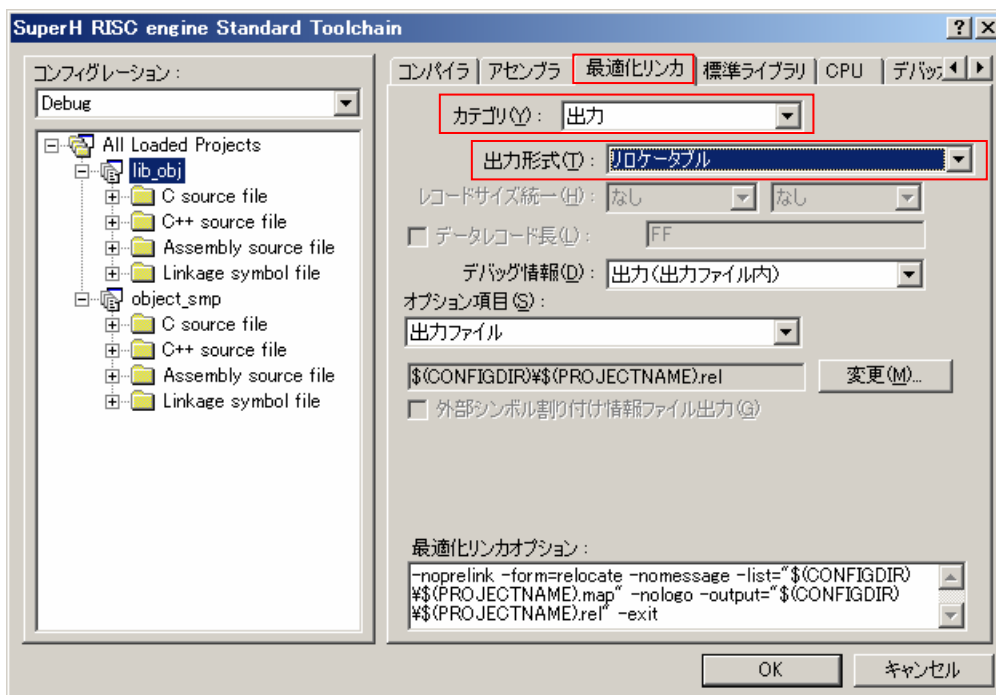 SuperH RISC engine Standard Toolchain
コンフィグレーション：
Debug
All Loaded Projects
lib_obj
C source file
C++ source file
Assembly source file
Linkage symbol file
object_smp
C source file
C++ source file
Assembly source file
Linkage symbol file
コンパイラ アセンブラ 最適化リンカ 標準ライブラリ CPU デバッガ
カテゴリ(Y)： 出力
出力形式(T)： リロケータブル
レコードサイズ統一(H)： なし なし
データレコード長(L)： FF
デバッグ情報(D)： 出力(出力ファイル内)
オプション項目(S)：
出力ファイル
$(CONFIGDIR)¥$(PROJECTNAME).rel 変更(M)...
外部シンボル割り付け情報ファイル出力(G)
最適化リンカオプション：
-noprelink -form=relocate -nomessage -list="$(CONFIGDIR)
¥$(PROJECTNAME).map" -nologo -output="$(CONFIGDIR)
¥$(PROJECTNAME).rel" -exit
OK キャンセル